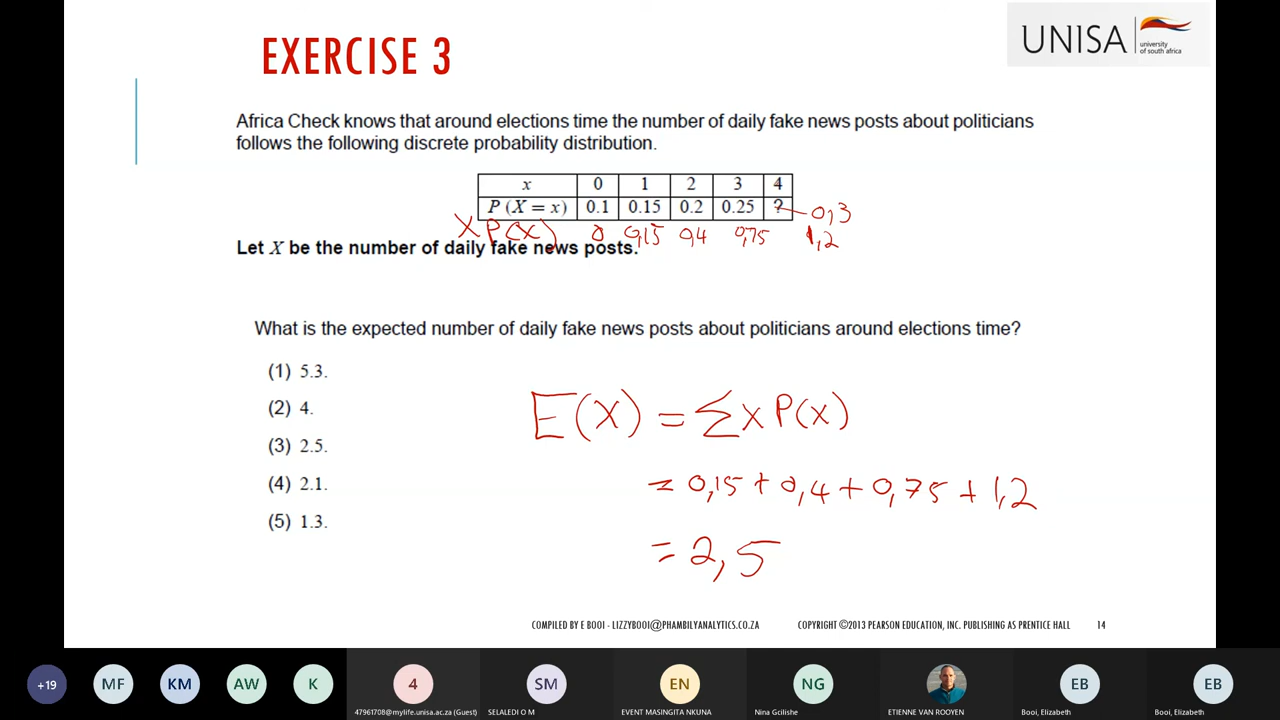 EXERCISE 3
UNISA
university
of south africa
Africa Check knows that around elections time the number of daily fake news posts about politicians
follows the following discrete probability distribution.
x 0 1 2 3 4
P (X = x) 0.1 0.15 0.2 0.25 ? 0,3
X P(X) 0 0,15 0,4 0,75 1,2
Let X be the number of daily fake news posts.
What is the expected number of daily fake news posts about politicians around elections time?
(1) 5.3.
(2) 4.
(3) 2.5.
(4) 2.1.
(5) 1.3.
E(X) = ΣXP(X)
= 0,15 + 0,4 + 0,75 + 1,2
= 2,5
COMPILED BY E BOOI - LIZZYBOOI@PHAMBILYANALYTICS.CO.ZA COPYRIGHT ©2013 PEARSON EDUCATION, INC. PUBLISHING AS PRENTICE HALL 14
+19 MF KM AW K 4 SM EN NG EB EB
47961708@mylife.unisa.ac.za (Guest) SELALEDI O M EVENT MASINGITA NKUNA Nina Gcilishe ETIENNE VAN ROOYEN Booi, Elizabeth Booi, Elizabeth